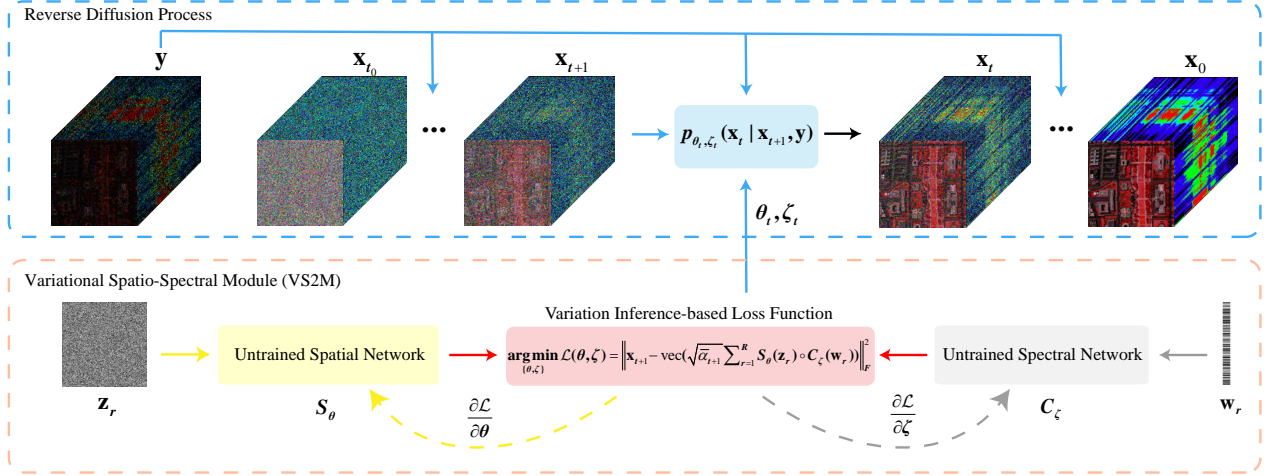 Reverse Diffusion Process
y
x_{t_0}
x_{t+1}
x_t
x_0
...
p_{θ_t,ζ_t}(x_t | x_{t+1}, y)
...
θ_t, ζ_t
Variational Spatio-Spectral Module (VS2M)
Variation Inference-based Loss Function
Untrained Spatial Network
arg min_{{θ,ζ}} ℒ(θ,ζ) = ‖x_{t+1} − vec(√ᾱ_{t+1} ∑_{r=1}^{R} S_θ(z_r) ∘ C_ζ(w_r))‖_F^2
Untrained Spectral Network
z_r
S_θ
∂ℒ/∂θ
∂ℒ/∂ζ
C_ζ
w_r